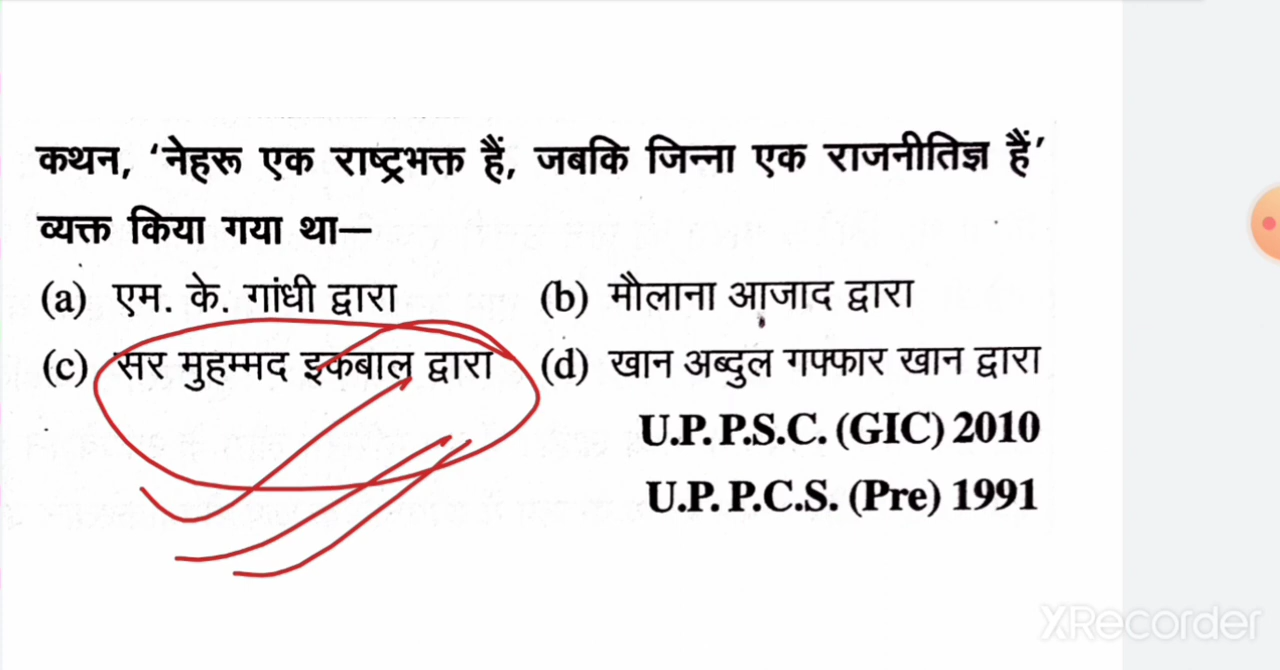 कथन, ‘नेहरू एक राष्ट्रभक्त हैं, जबकि जिन्ना एक राजनीतिज्ञ हैं’
व्यक्त किया गया था—
(a) एम. के. गांधी द्वारा (b) मौलाना आजाद द्वारा
(c) सर मुहम्मद इकबाल द्वारा (d) खान अब्दुल गफ्फार खान द्वारा
U.P. P.S.C. (GIC) 2010
U.P. P.C.S. (Pre) 1991
XRecorder